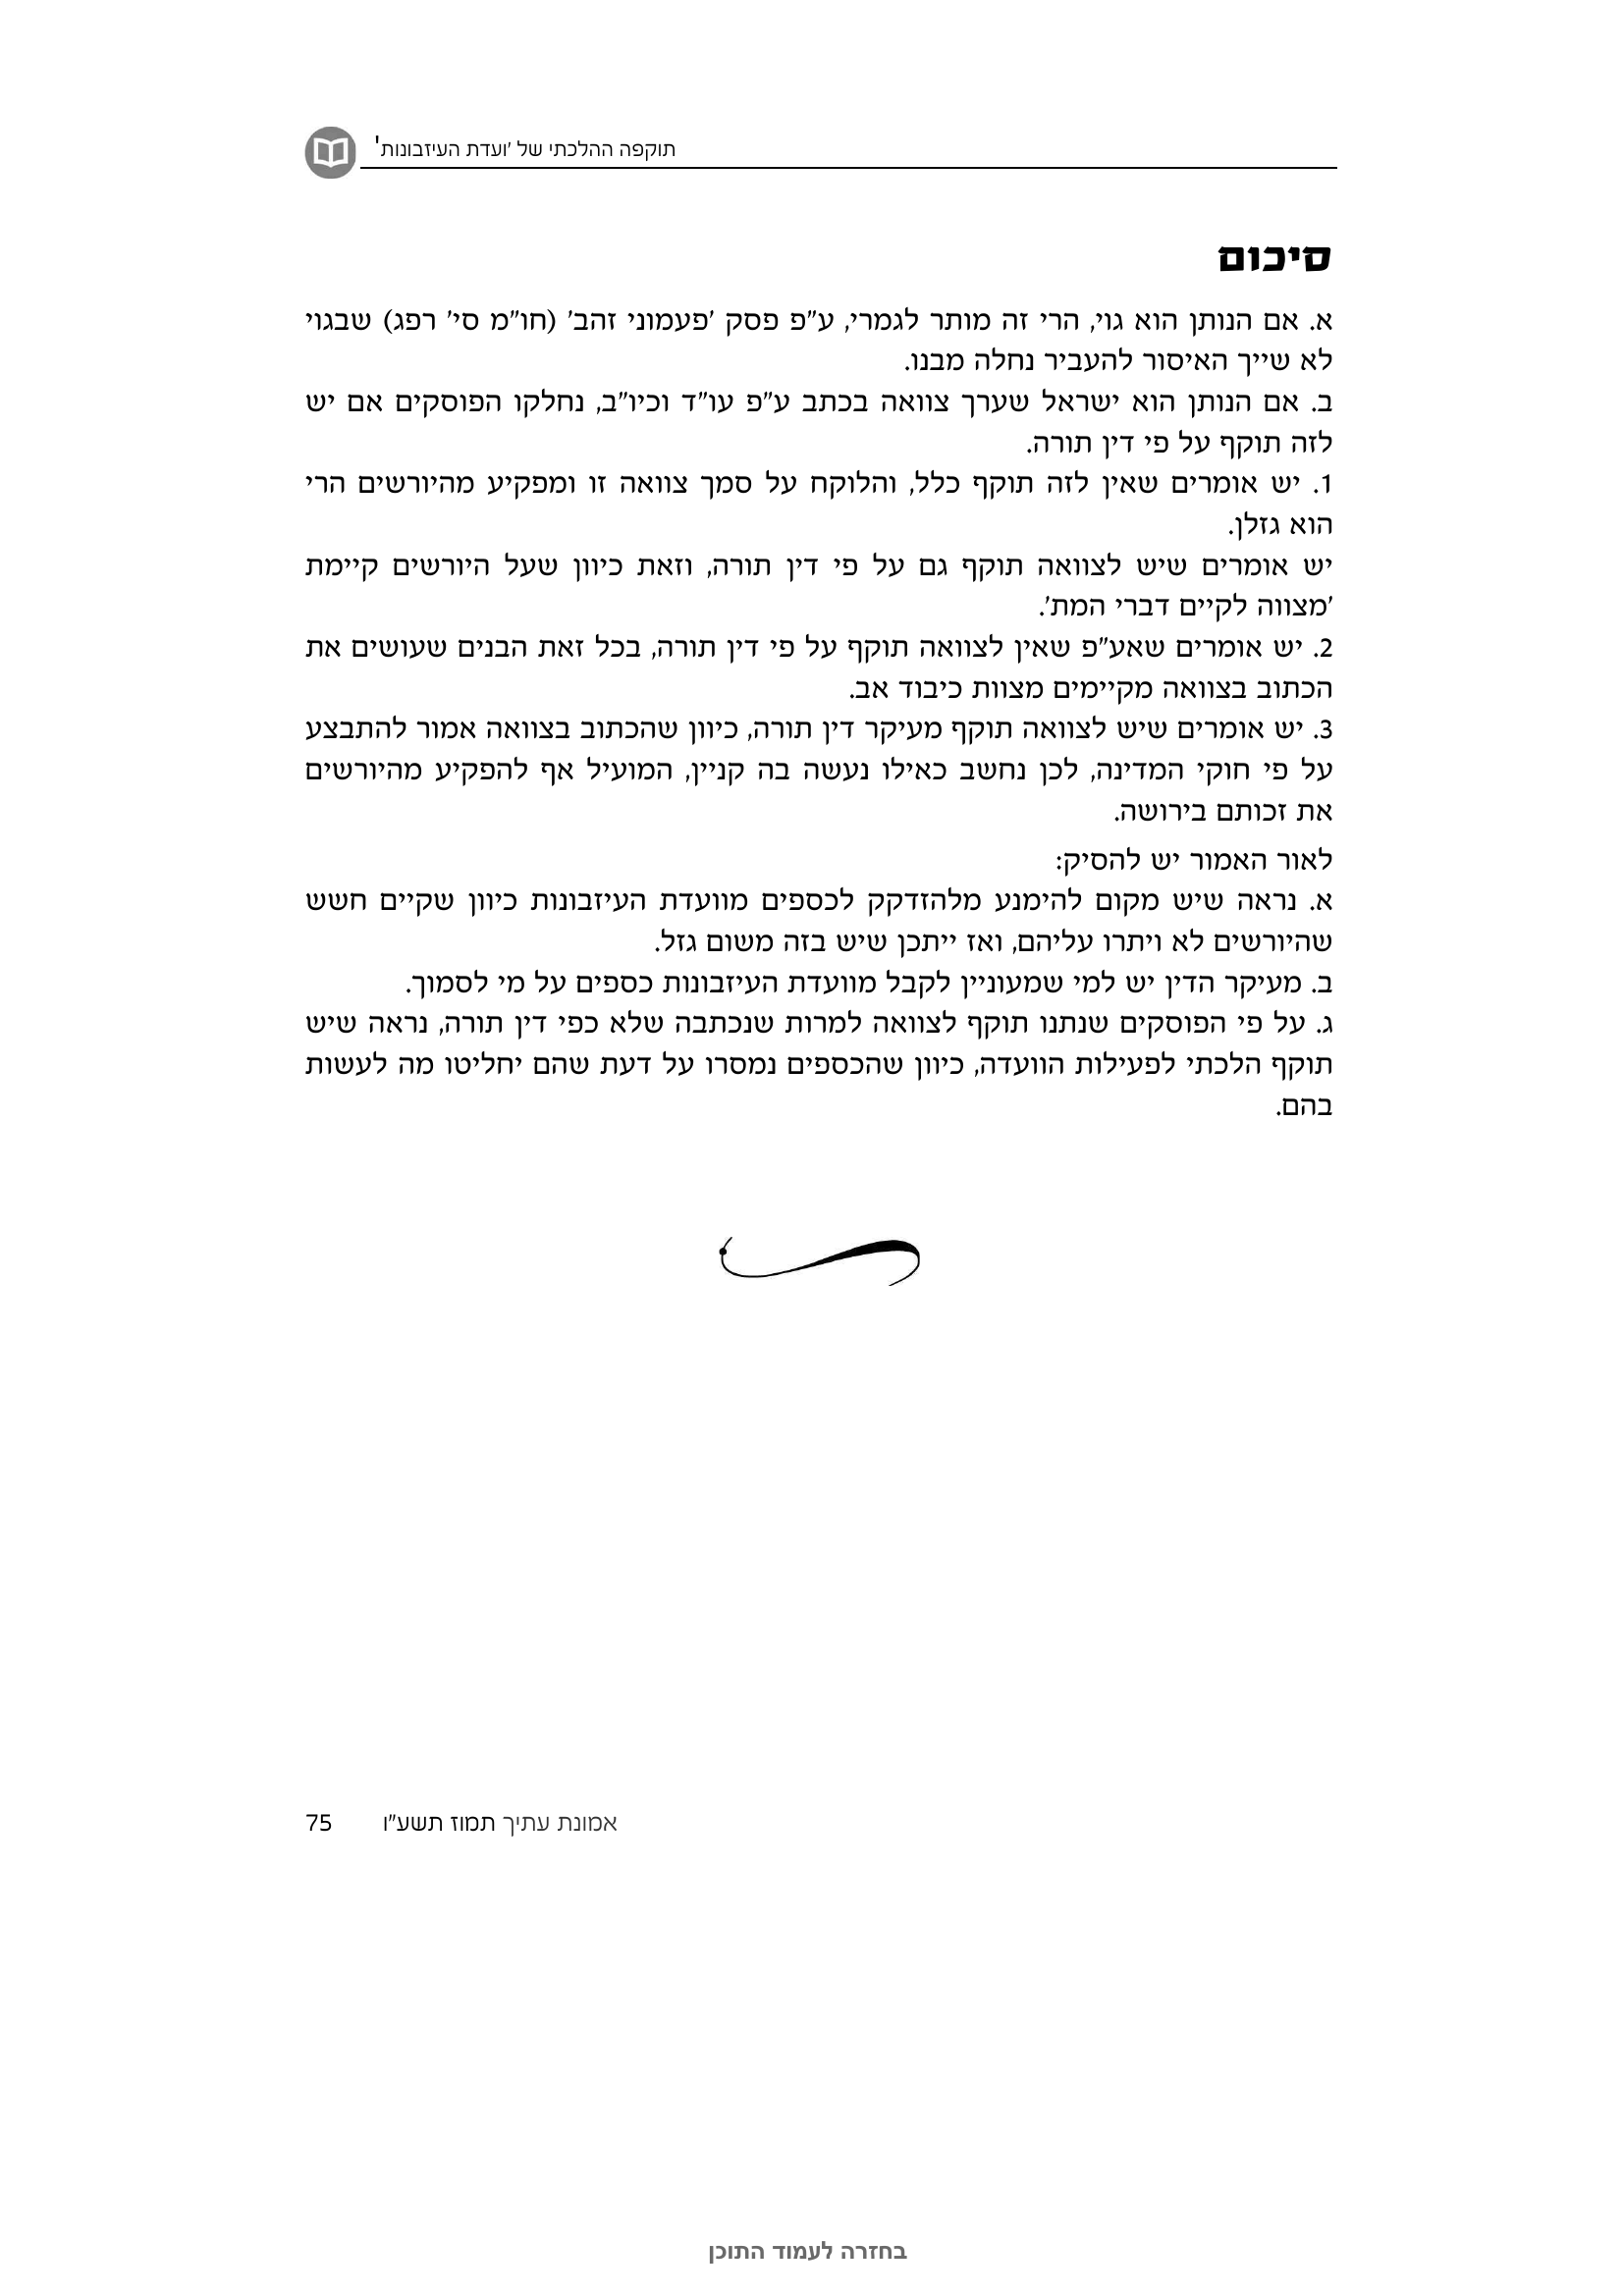 תוקפה ההלכתי של 'ועדת העיזבונות'
סיכום
א. אם הנותן הוא גוי, הרי זה מותר לגמרי, ע"פ פסק 'פעמוני זהב' (חו"מ סי' רפג) שבגוי
לא שייך האיסור להעביר נחלה מבנו.
ב. אם הנותן הוא ישראל שערך צוואה בכתב ע"פ עו"ד וכיו"ב, נחלקו הפוסקים אם יש
לזה תוקף על פי דין תורה.
1. יש אומרים שאין לזה תוקף כלל, והלוקח על סמך צוואה זו ומפקיע מהיורשים הרי
הוא גזלן.
יש אומרים שיש לצוואה תוקף גם על פי דין תורה, וזאת כיוון שעל היורשים קיימת
'מצווה לקיים דברי המת'.
2. יש אומרים שאע"פ שאין לצוואה תוקף על פי דין תורה, בכל זאת הבנים שעושים את
הכתוב בצוואה מקיימים מצוות כיבוד אב.
3. יש אומרים שיש לצוואה תוקף מעיקר דין תורה, כיוון שהכתוב בצוואה אמור להתבצע
על פי חוקי המדינה, לכן נחשב כאילו נעשה בה קניין, המועיל אף להפקיע מהיורשים
את זכותם בירושה.
לאור האמור יש להסיק:
א. נראה שיש מקום להימנע מלהזדקק לכספים מוועדת העיזבונות כיוון שקיים חשש
שהיורשים לא ויתרו עליהם, ואז ייתכן שיש בזה משום גזל.
ב. מעיקר הדין יש למי שמעוניין לקבל מוועדת העיזבונות כספים על מי לסמוך.
ג. על פי הפוסקים שנתנו תוקף לצוואה למרות שנכתבה שלא כפי דין תורה, נראה שיש
תוקף הלכתי לפעילות הוועדה, כיוון שהכספים נמסרו על דעת שהם יחליטו מה לעשות
בהם.
אמונת עתיך תמוז תשע"ו 75
בחזרה לעמוד התוכן